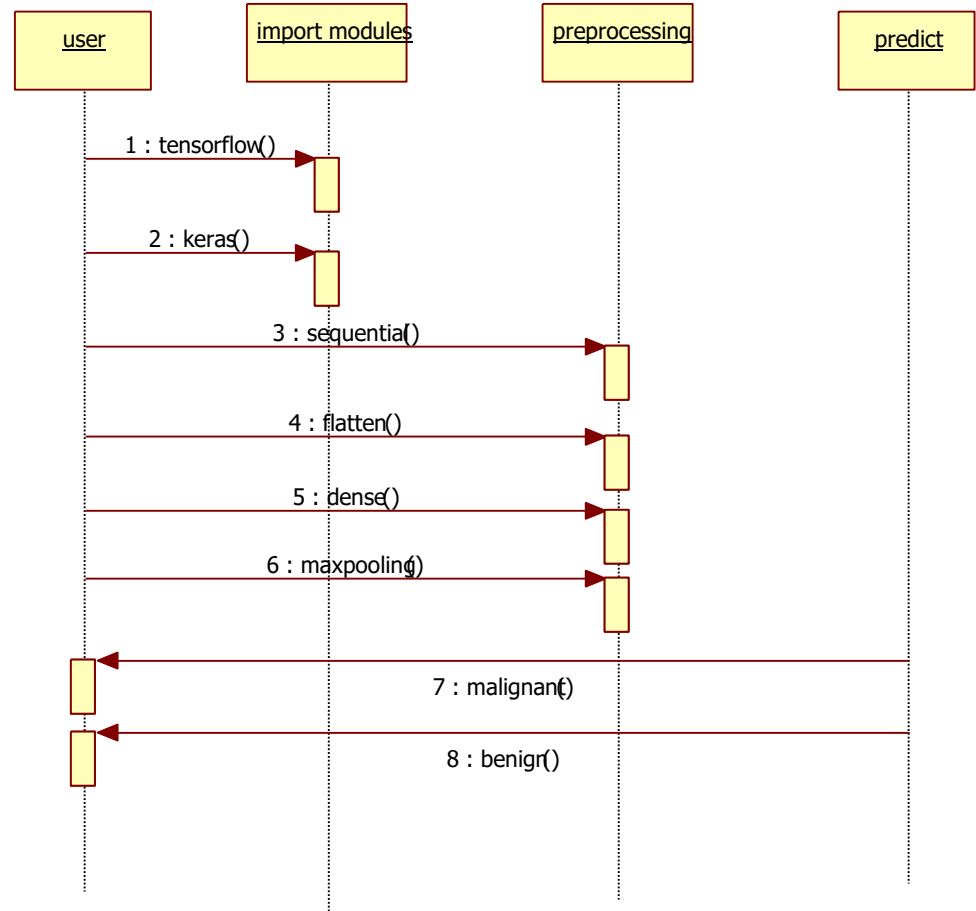 user
import modules
preprocessing
predict
1 : tensorflow()
2 : keras()
3 : sequential()
4 : flatten()
5 : dense()
6 : maxpooling()
7 : malignant()
8 : benign()